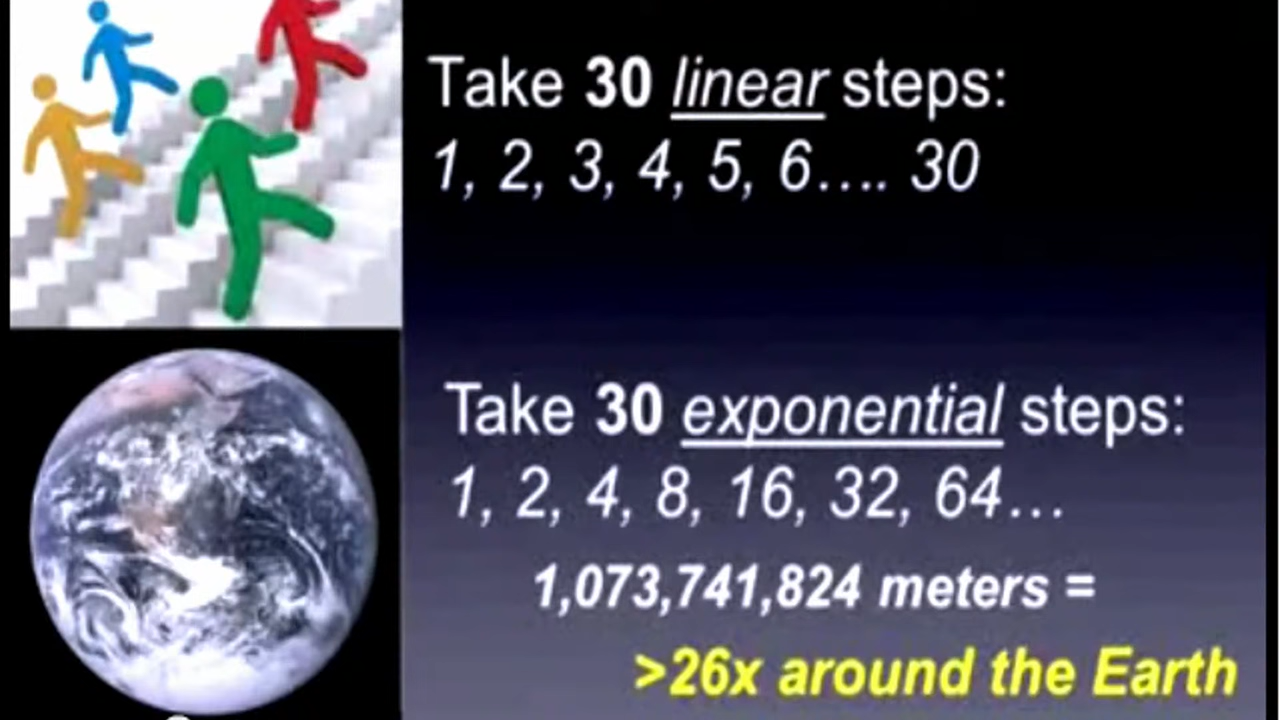 Take 30 linear steps:
1, 2, 3, 4, 5, 6.... 30
Take 30 exponential steps:
1, 2, 4, 8, 16, 32, 64...
1,073,741,824 meters =
>26x around the Earth